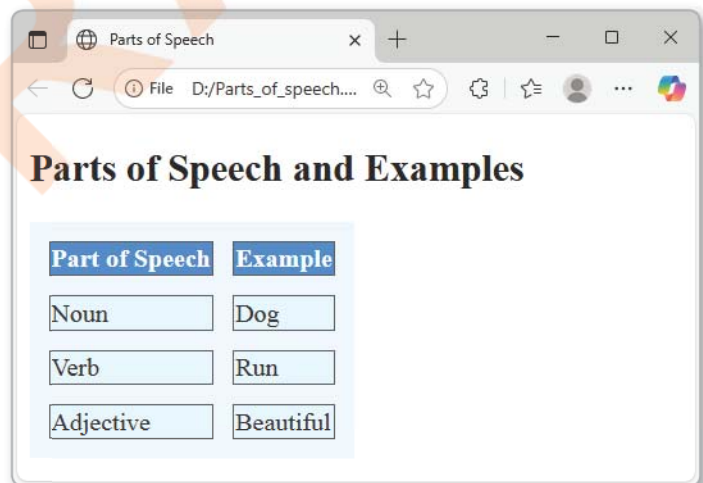 Parts of Speech
File D:/Parts_of_speech....
Parts of Speech and Examples
Part of Speech Example
Noun Dog
Verb Run
Adjective Beautiful